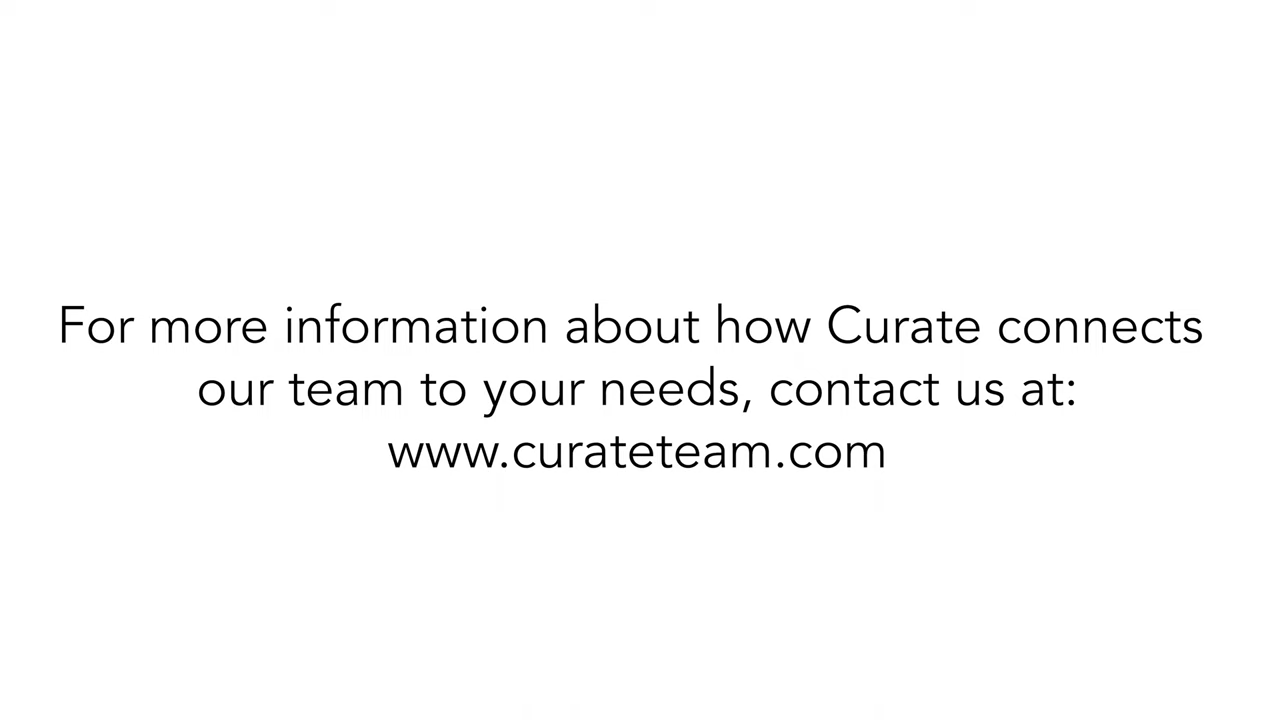 For more information about how Curate connects
our team to your needs, contact us at:
www.curateteam.com